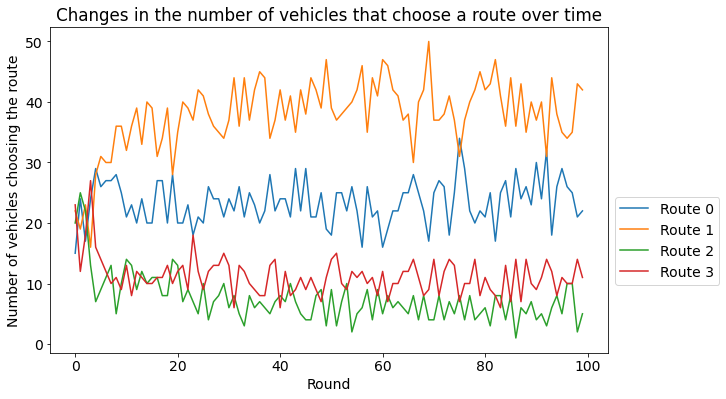 Changes in the number of vehicles that choose a route over time
Number of vehicles choosing the route
50
40
30
20
10
0
0 20 40 60 80 100
Round
Route 0
Route 1
Route 2
Route 3